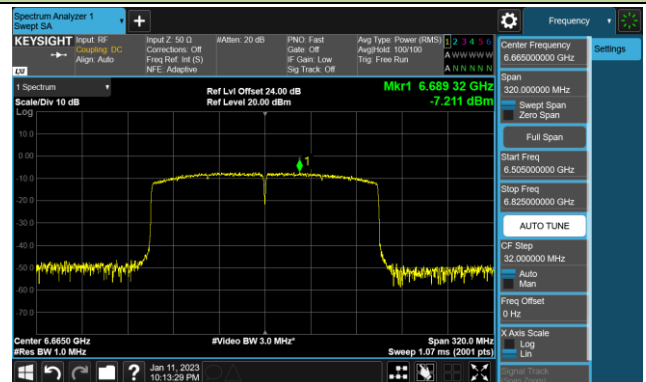 Spectrum Analyzer 1
Swept SA
Frequency
KEYSIGHT
Input: RF
Coupling: DC
Align: Auto
Input Z: 50 Ω
Corrections: Off
Freq Ref: Int (S)
NFE: Adaptive
#Atten: 20 dB
PNO: Fast
Gate: Off
IF Gain: Low
Sig Track: Off
Avg Type: Power (RMS)
Avg|Hold: 100/100
Trig: Free Run
1 2 3 4 5 6
A W W W W W
A N N N N N
LXI
1 Spectrum
Scale/Div 10 dB
Log
Ref Lvl Offset 24.00 dB
Ref Level 20.00 dBm
Mkr1 6.689 32 GHz
-7.211 dBm
10.0
0.00
-10.0
-20.0
-30.0
-40.0
-50.0
-60.0
-70.0
1
Center 6.6650 GHz
#Res BW 1.0 MHz
#Video BW 3.0 MHz*
Span 320.0 MHz
Sweep 1.07 ms (2001 pts)
Jan 11, 2023
10:13:29 PM
Center Frequency
6.665000000 GHz
Span
320.000000 MHz
Swept Span
Zero Span
Full Span
Start Freq
6.505000000 GHz
Stop Freq
6.825000000 GHz
AUTO TUNE
CF Step
32.000000 MHz
Auto
Man
Freq Offset
0 Hz
X Axis Scale
Log
Lin
Signal Track
(Span Zoom)
Settings